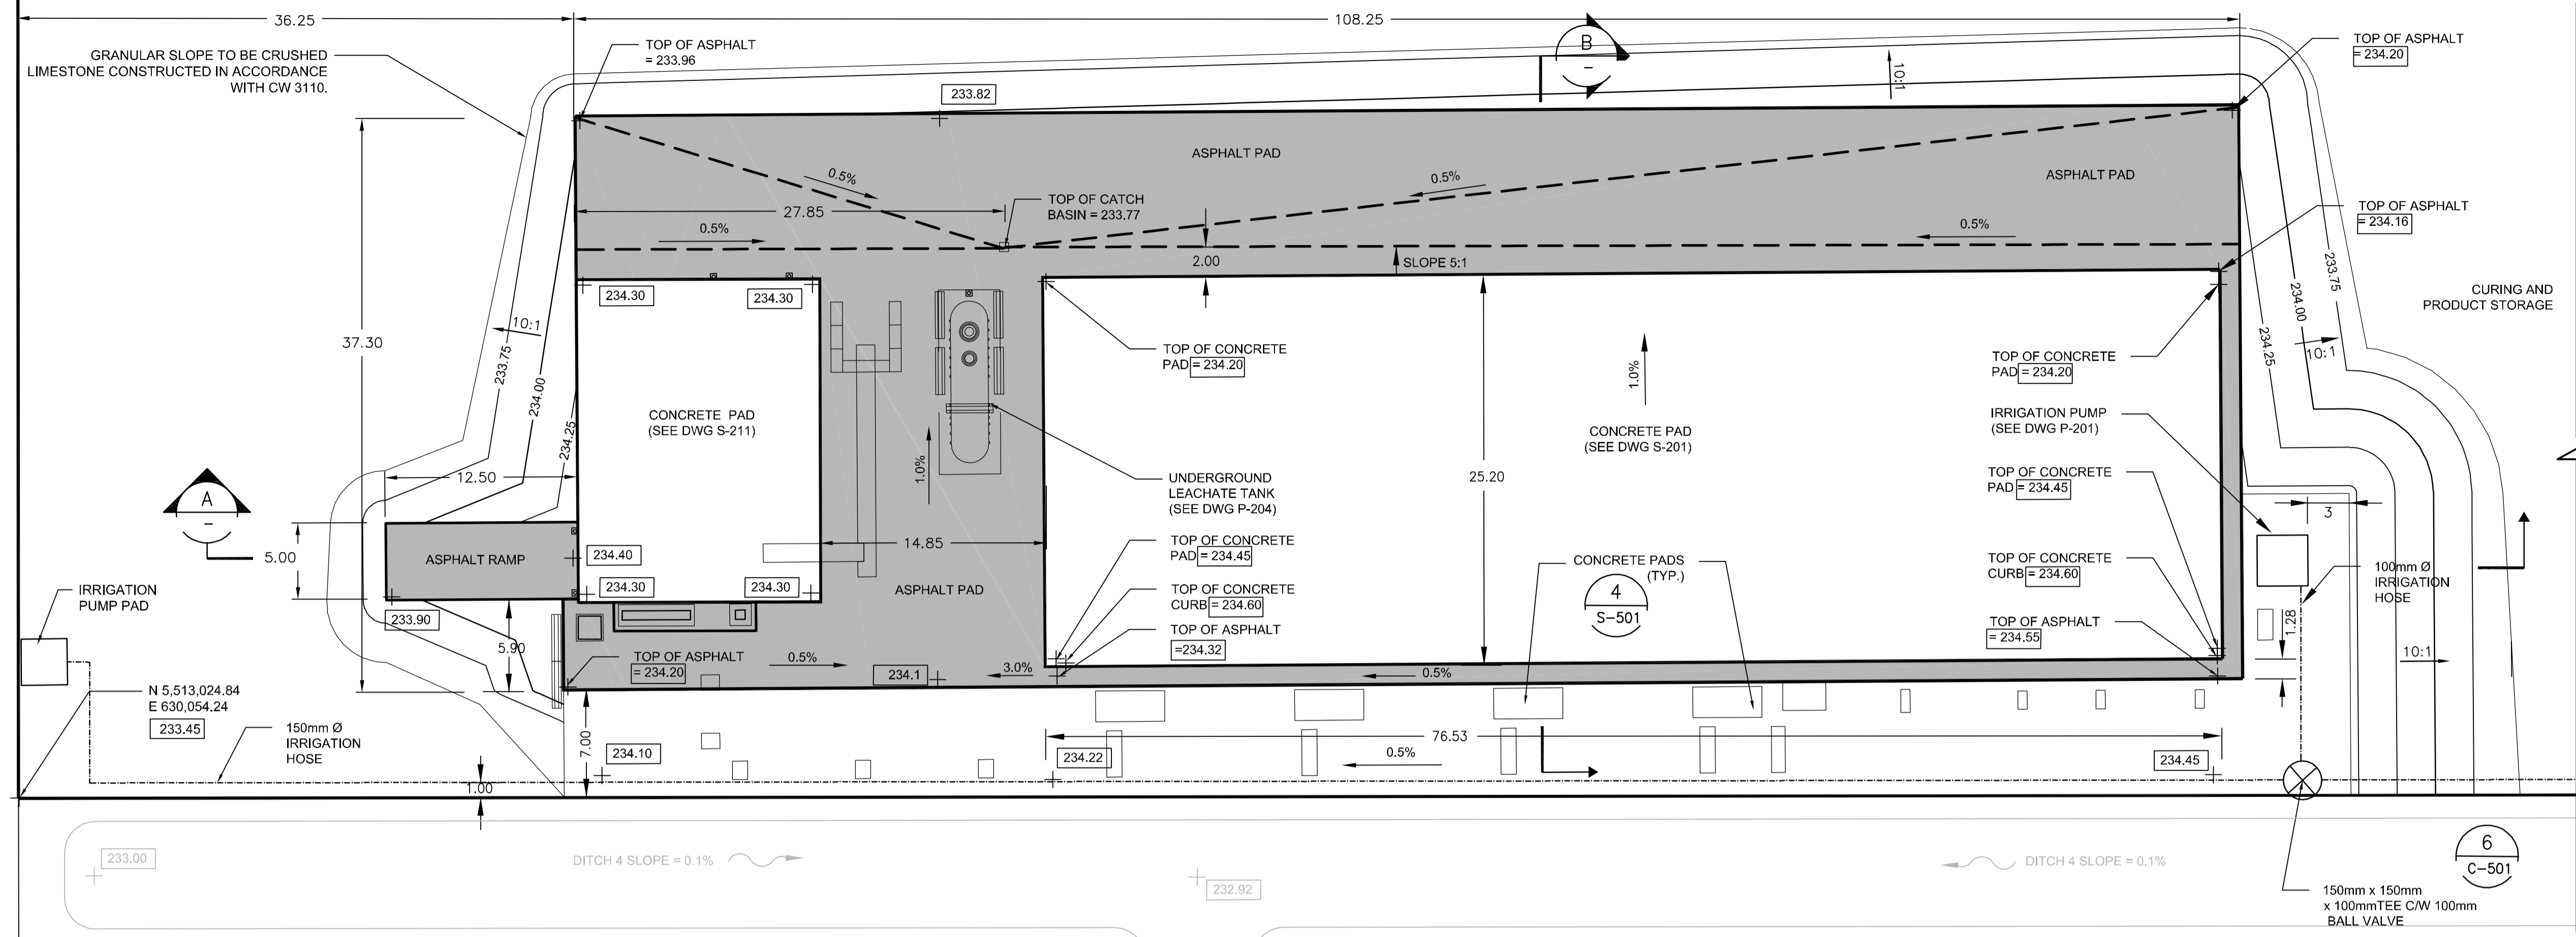 36.25
108.25
GRANULAR SLOPE TO BE CRUSHED
LIMESTONE CONSTRUCTED IN ACCORDANCE
WITH CW 3110.
TOP OF ASPHALT
= 233.96
233.82
B
-
10:1
TOP OF ASPHALT
= 234.20
ASPHALT PAD
ASPHALT PAD
0.5%
0.5%
27.85
TOP OF CATCH
BASIN = 233.77
0.5%
0.5%
TOP OF ASPHALT
= 234.16
2.00
SLOPE 5:1
234.30
234.30
10:1
37.30
233.75
234.00
234.25
233.75
234.00
234.25
10:1
CURING AND
PRODUCT STORAGE
TOP OF CONCRETE
PAD = 234.20
1.0%
TOP OF CONCRETE
PAD = 234.20
CONCRETE PAD
(SEE DWG S-211)
CONCRETE PAD
(SEE DWG S-201)
IRRIGATION PUMP
(SEE DWG P-201)
1.0%
12.50
A
-
UNDERGROUND
LEACHATE TANK
(SEE DWG P-204)
25.20
TOP OF CONCRETE
PAD = 234.45
3
5.00
ASPHALT RAMP
234.40
14.85
TOP OF CONCRETE
PAD = 234.45
CONCRETE PADS
(TYP.)
4
S-501
TOP OF CONCRETE
CURB = 234.60
100mm Ø
IRRIGATION
HOSE
234.30
234.30
ASPHALT PAD
TOP OF CONCRETE
CURB = 234.60
IRRIGATION
PUMP PAD
233.90
TOP OF ASPHALT
=234.32
TOP OF ASPHALT
= 234.55
1.28
5.90
TOP OF ASPHALT
= 234.20
0.5%
234.1
3.0%
0.5%
10:1
N 5,513,024.84
E 630,054.24
233.45
150mm Ø
IRRIGATION
HOSE
7.00
234.10
234.22
76.53
0.5%
234.45
1.00
233.00
DITCH 4 SLOPE = 0.1%
232.92
DITCH 4 SLOPE = 0.1%
6
C-501
150mm x 150mm
x 100mmTEE C/W 100mm
BALL VALVE